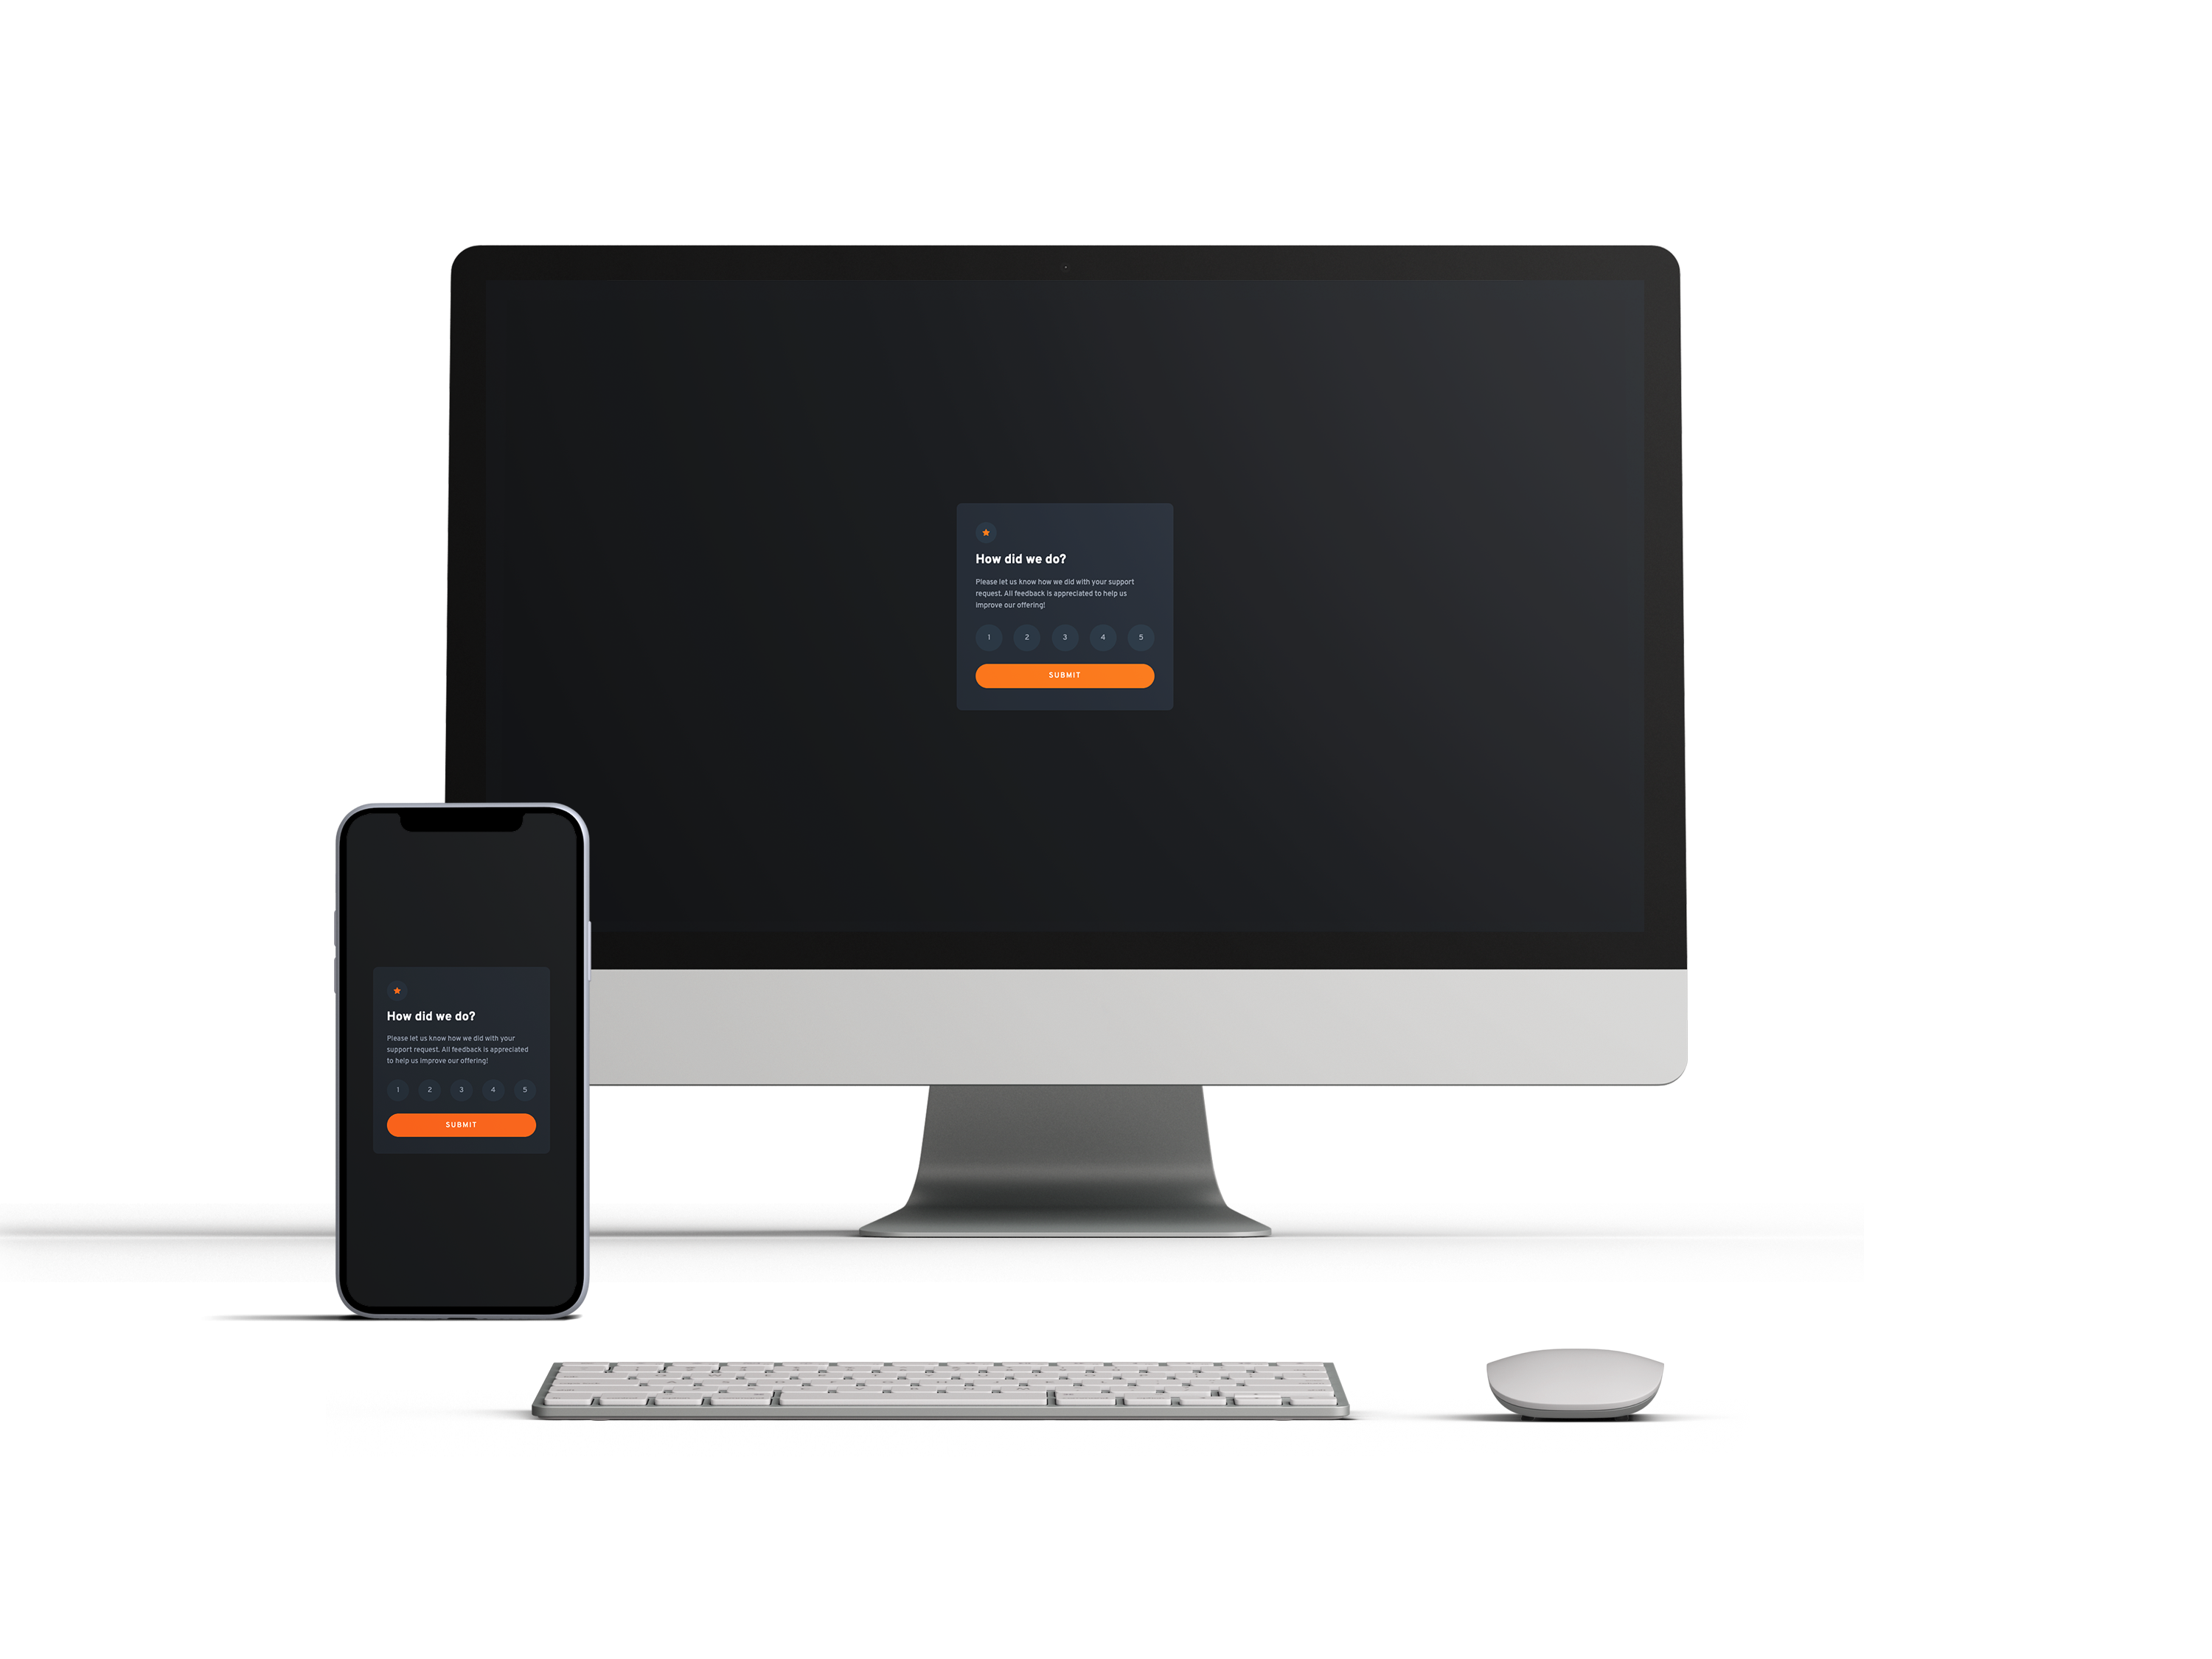 How did we do?
Please let us know how we did with your support
request. All feedback is appreciated to help us
improve our offering!
1 2 3 4 5
SUBMIT
How did we do?
Please let us know how we did with your
support request. All feedback is appreciated
to help us improve our offering!
1 2 3 4 5
SUBMIT